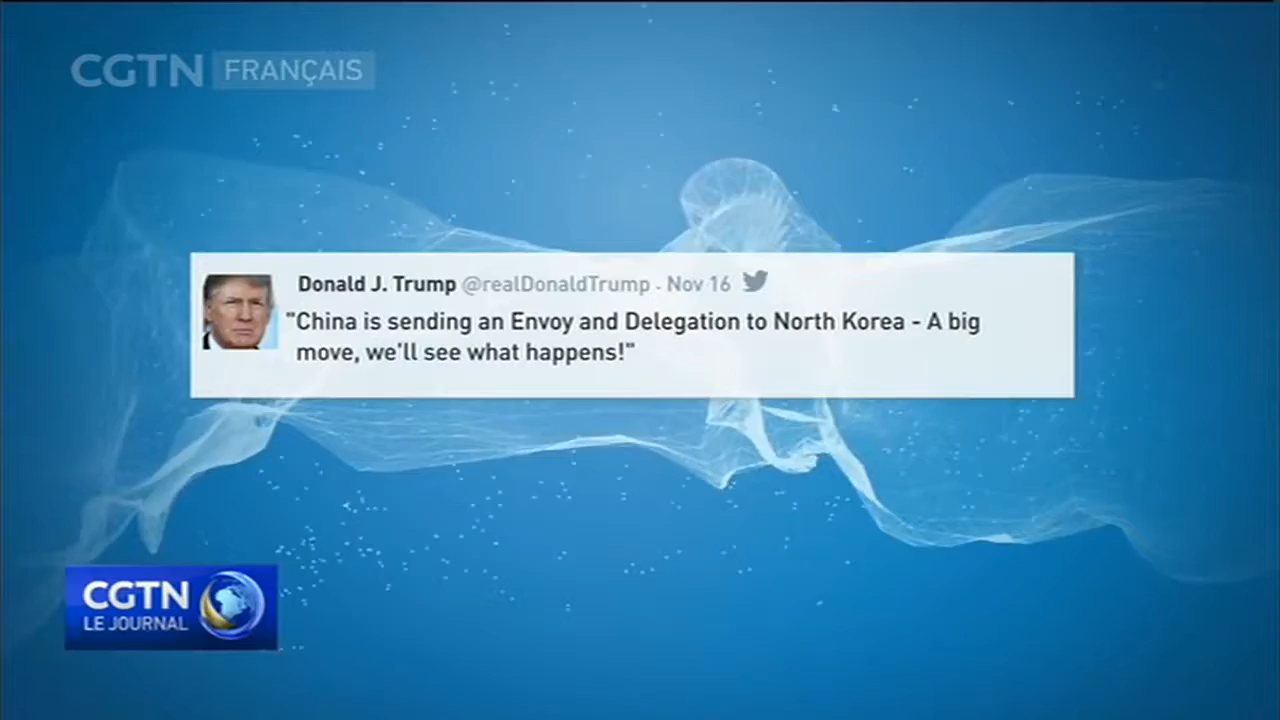 CGTN FRANÇAIS
Donald J. Trump @realDonaldTrump - Nov 16
"China is sending an Envoy and Delegation to North Korea - A big
move, we'll see what happens!"
CGTN
LE JOURNAL